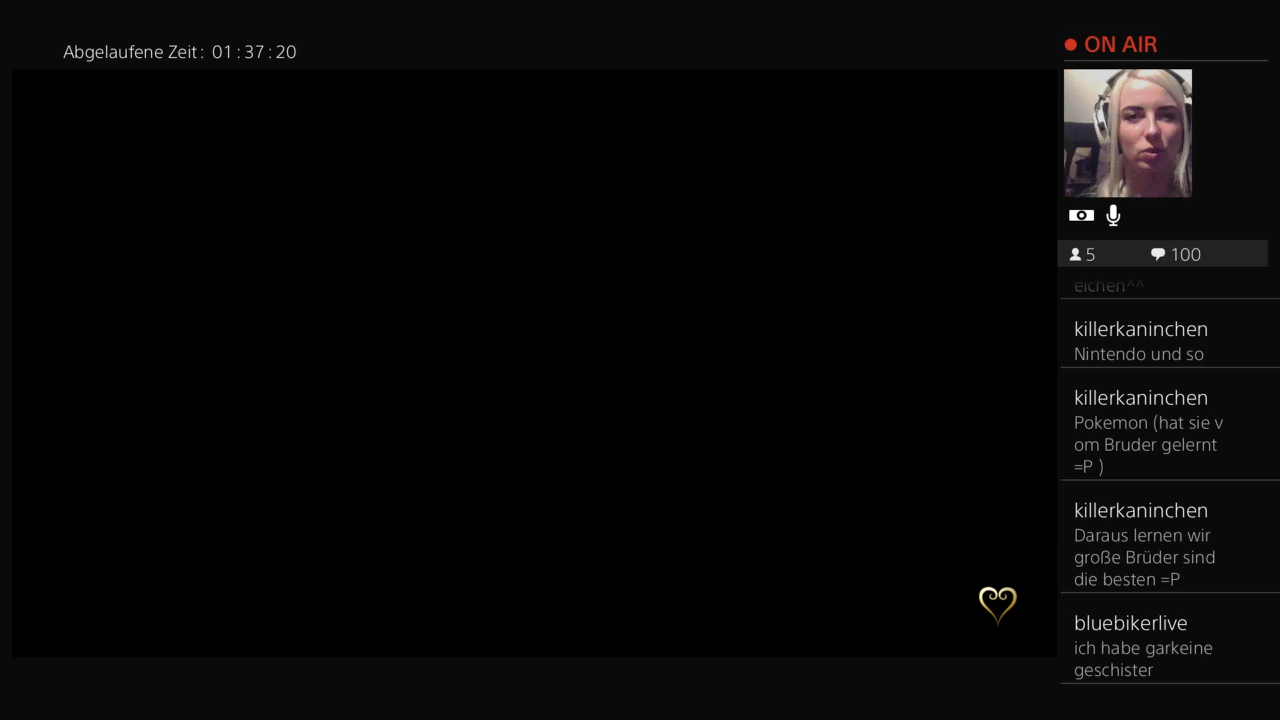 Abgelaufene Zeit: 01:37:20
ON AIR
5 100
eichen^^
killerkaninchen
Nintendo und so
killerkaninchen
Pokemon (hat sie v
om Bruder gelernt
=P )
killerkaninchen
Daraus lernen wir
große Brüder sind
die besten =P
bluebikerlive
ich habe garkeine
geschister